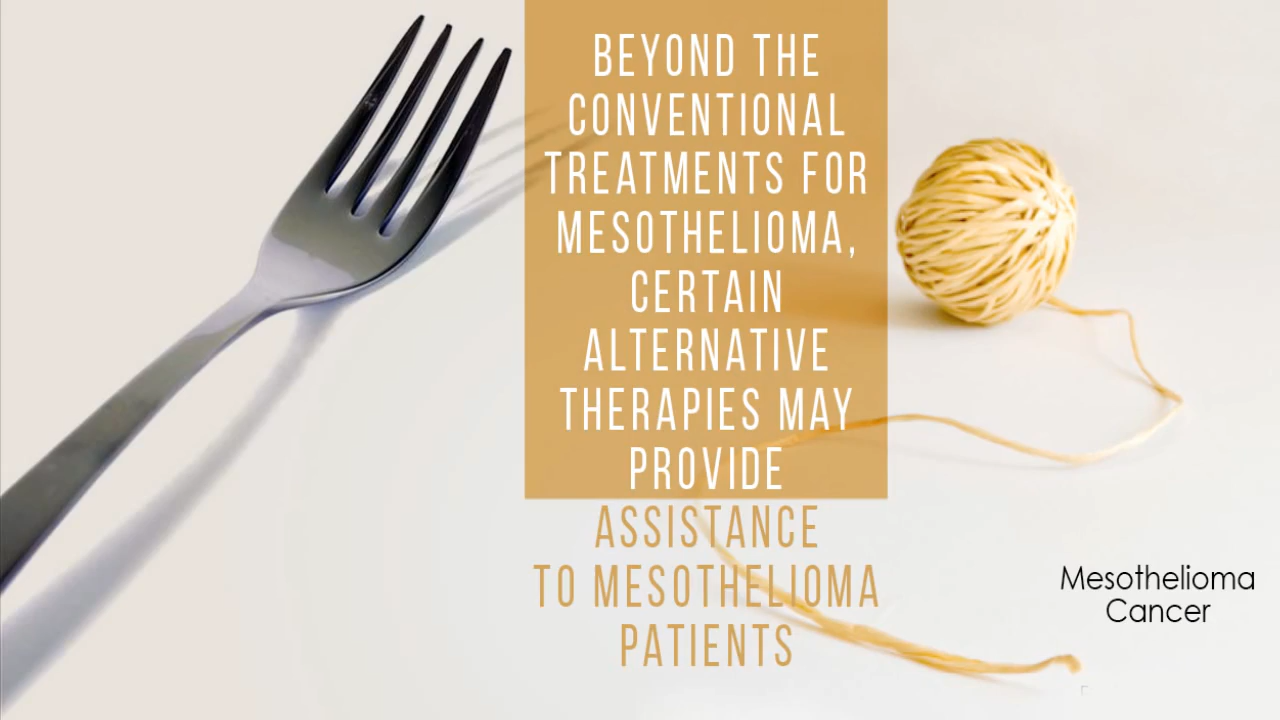 BEYOND THE
CONVENTIONAL
TREATMENTS FOR
MESOTHELIOMA,
CERTAIN
ALTERNATIVE
THERAPIES MAY
PROVIDE
ASSISTANCE
TO MESOTHELIOMA
PATIENTS
Mesothelioma
Cancer